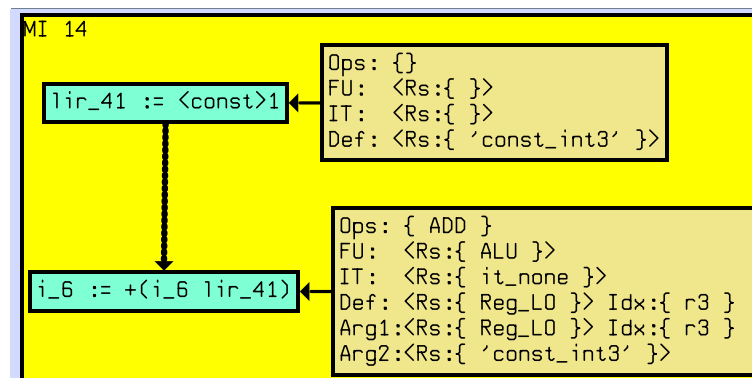 MI 14
lir_41 := <const>1
Ops: {}
FU:  <Rs:{ }>
IT:  <Rs:{ }>
Def: <Rs:{ 'const_int3' }>
i_6 := +(i_6 lir_41)
Ops: { ADD }
FU:  <Rs:{ ALU }>
IT:  <Rs:{ it_none }>
Def: <Rs:{ Reg_LO }> Idx:{ r3 }
Arg1:<Rs:{ Reg_LO }> Idx:{ r3 }
Arg2:<Rs:{ 'const_int3' }>